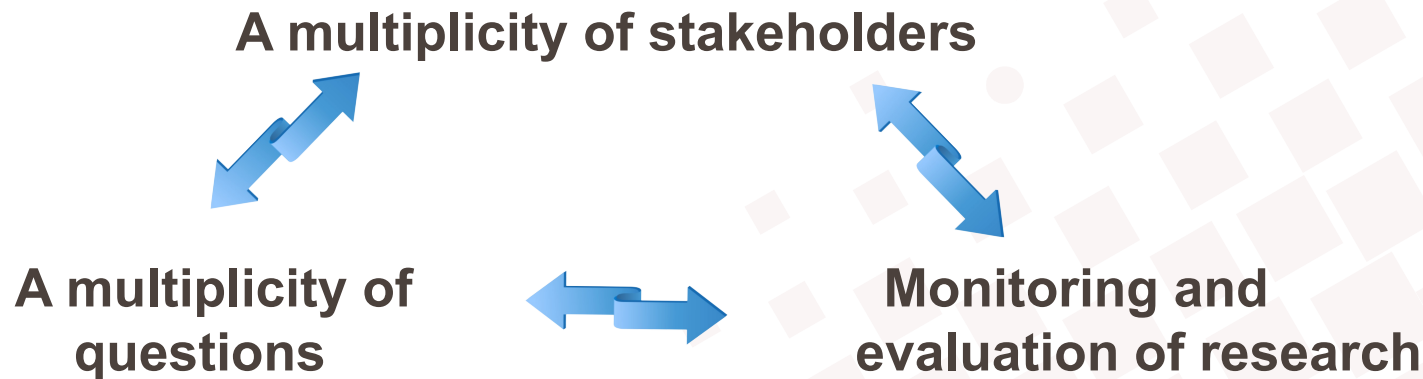 A multiplicity of stakeholders
A multiplicity of
questions
Monitoring and
evaluation of research